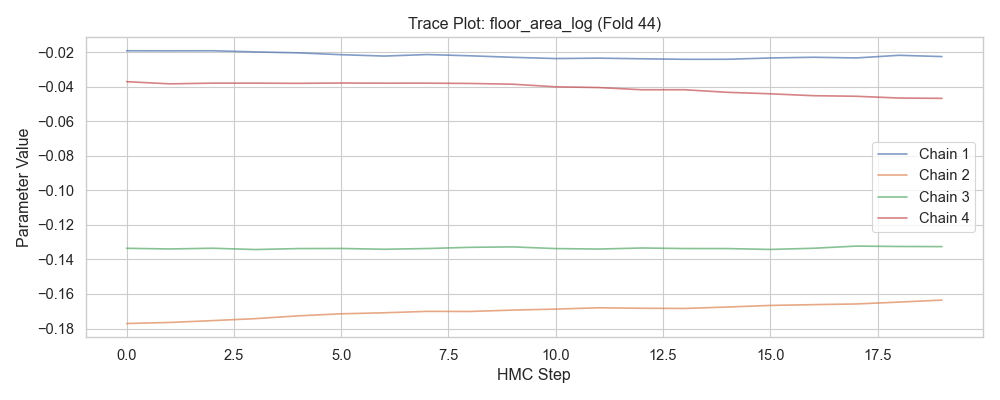 Trace Plot: floor_area_log (Fold 44)
Parameter Value
−0.02
−0.04
−0.06
−0.08
−0.10
−0.12
−0.14
−0.16
−0.18
Chain 1
Chain 2
Chain 3
Chain 4
0.0 2.5 5.0 7.5 10.0 12.5 15.0 17.5
HMC Step